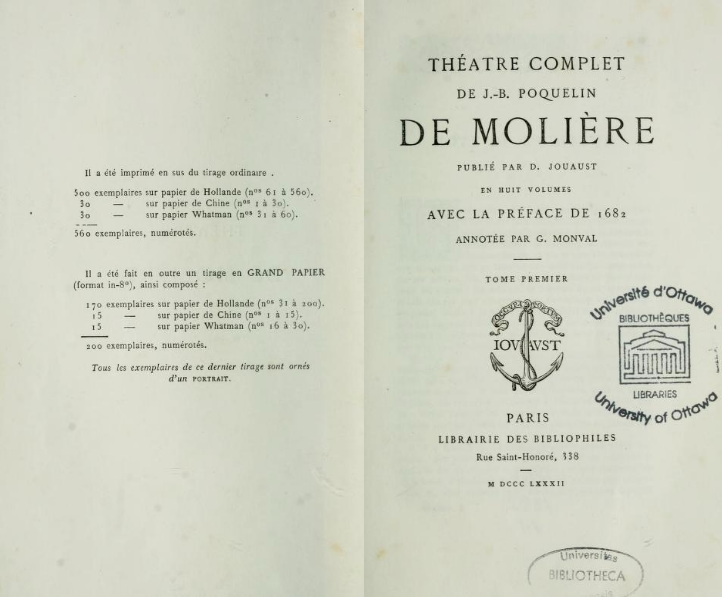 Il a été imprimé en sus du tirage ordinaire .
500 exemplaires sur papier de Hollande (nos 61 à 560).
30 — sur papier de Chine (nos 1 à 30).
30 — sur papier Whatman (nos 31 à 60).
560 exemplaires, numérotés.
Il a été fait en outre un tirage en GRAND PAPIER
(format in-8º), ainsi composé :
170 exemplaires sur papier de Hollande (nos 31 à 200).
15 — sur papier de Chine (nos 1 à 15).
15 — sur papier Whatman (nos 16 à 30).
200 exemplaires, numérotés.
Tous les exemplaires de ce dernier tirage sont ornés
d'un PORTRAIT.
THÉATRE COMPLET
DE J.-B. POQUELIN
DE MOLIÈRE
PUBLIÉ PAR D. JOUAUST
EN HUIT VOLUMES
AVEC LA PRÉFACE DE 1682
ANNOTÉE PAR G. MONVAL
TOME PREMIER
IOVAVST
Université d'Ottawa
BIBLIOTHÈQUES
LIBRARIES
University of Ottawa
PARIS
LIBRAIRIE DES BIBLIOPHILES
Rue Saint-Honoré, 338
M DCCC LXXXII
Universitas
BIBLIOTHECA